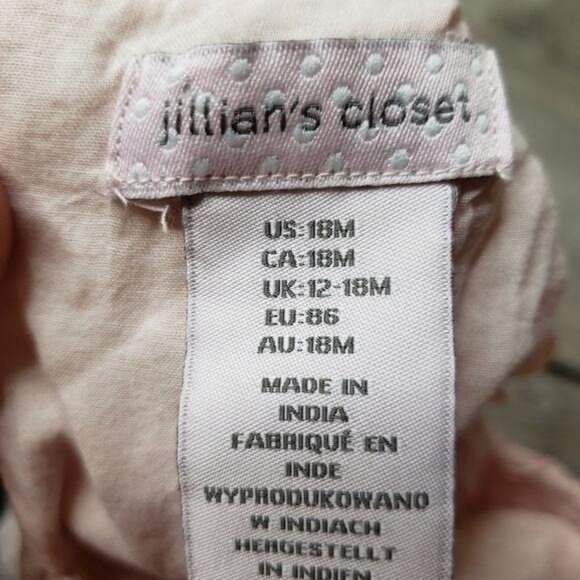 jillian's closet
US:18M
CA:18M
UK:12-18M
EU:86
AU:18M
MADE IN
INDIA
FABRIQUÉ EN
INDE
WYPRODUKOWANO
W INDIACH
HERGESTELLT
IN INDIEN